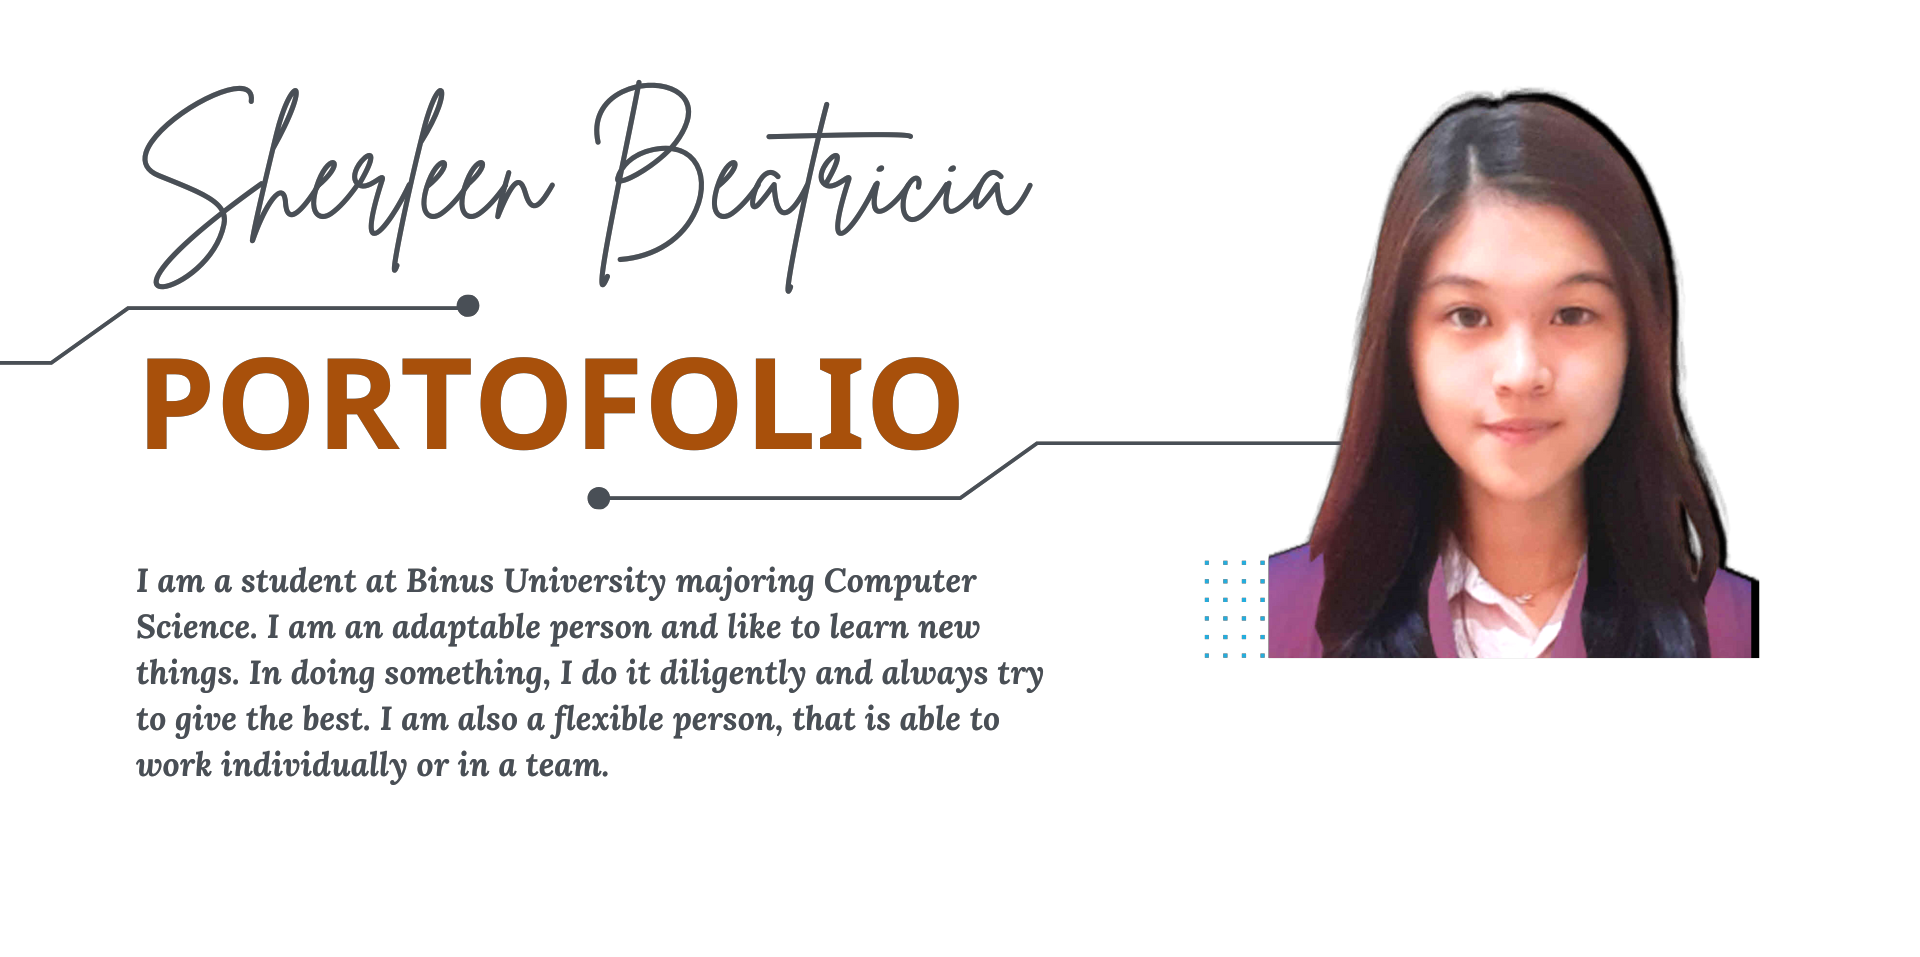 Sherleen Beatricia
PORTOFOLIO
I am a student at Binus University majoring Computer
Science. I am an adaptable person and like to learn new
things. In doing something, I do it diligently and always try
to give the best. I am also a flexible person, that is able to
work individually or in a team.